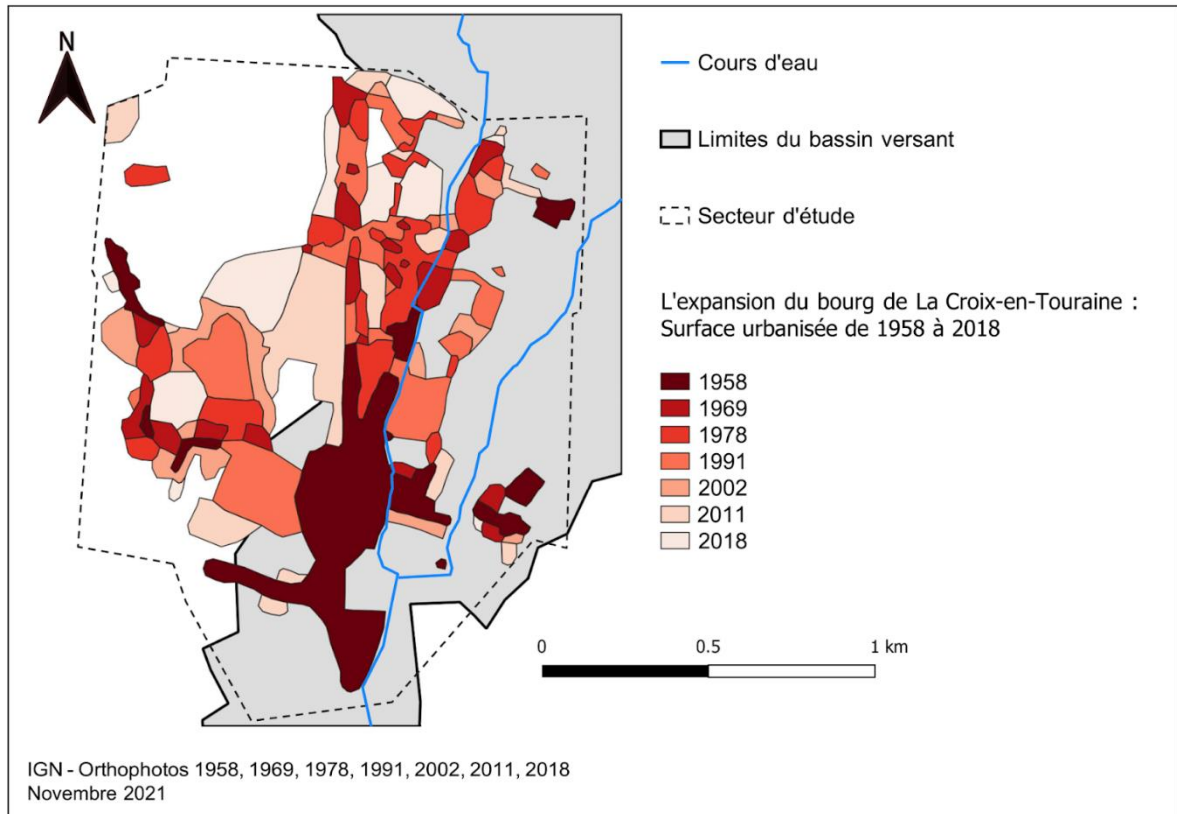 N
Cours d'eau
Limites du bassin versant
Secteur d'étude
L'expansion du bourg de La Croix-en-Touraine :
Surface urbanisée de 1958 à 2018
1958
1969
1978
1991
2002
2011
2018
0 0.5 1 km
IGN - Orthophotos 1958, 1969, 1978, 1991, 2002, 2011, 2018
Novembre 2021